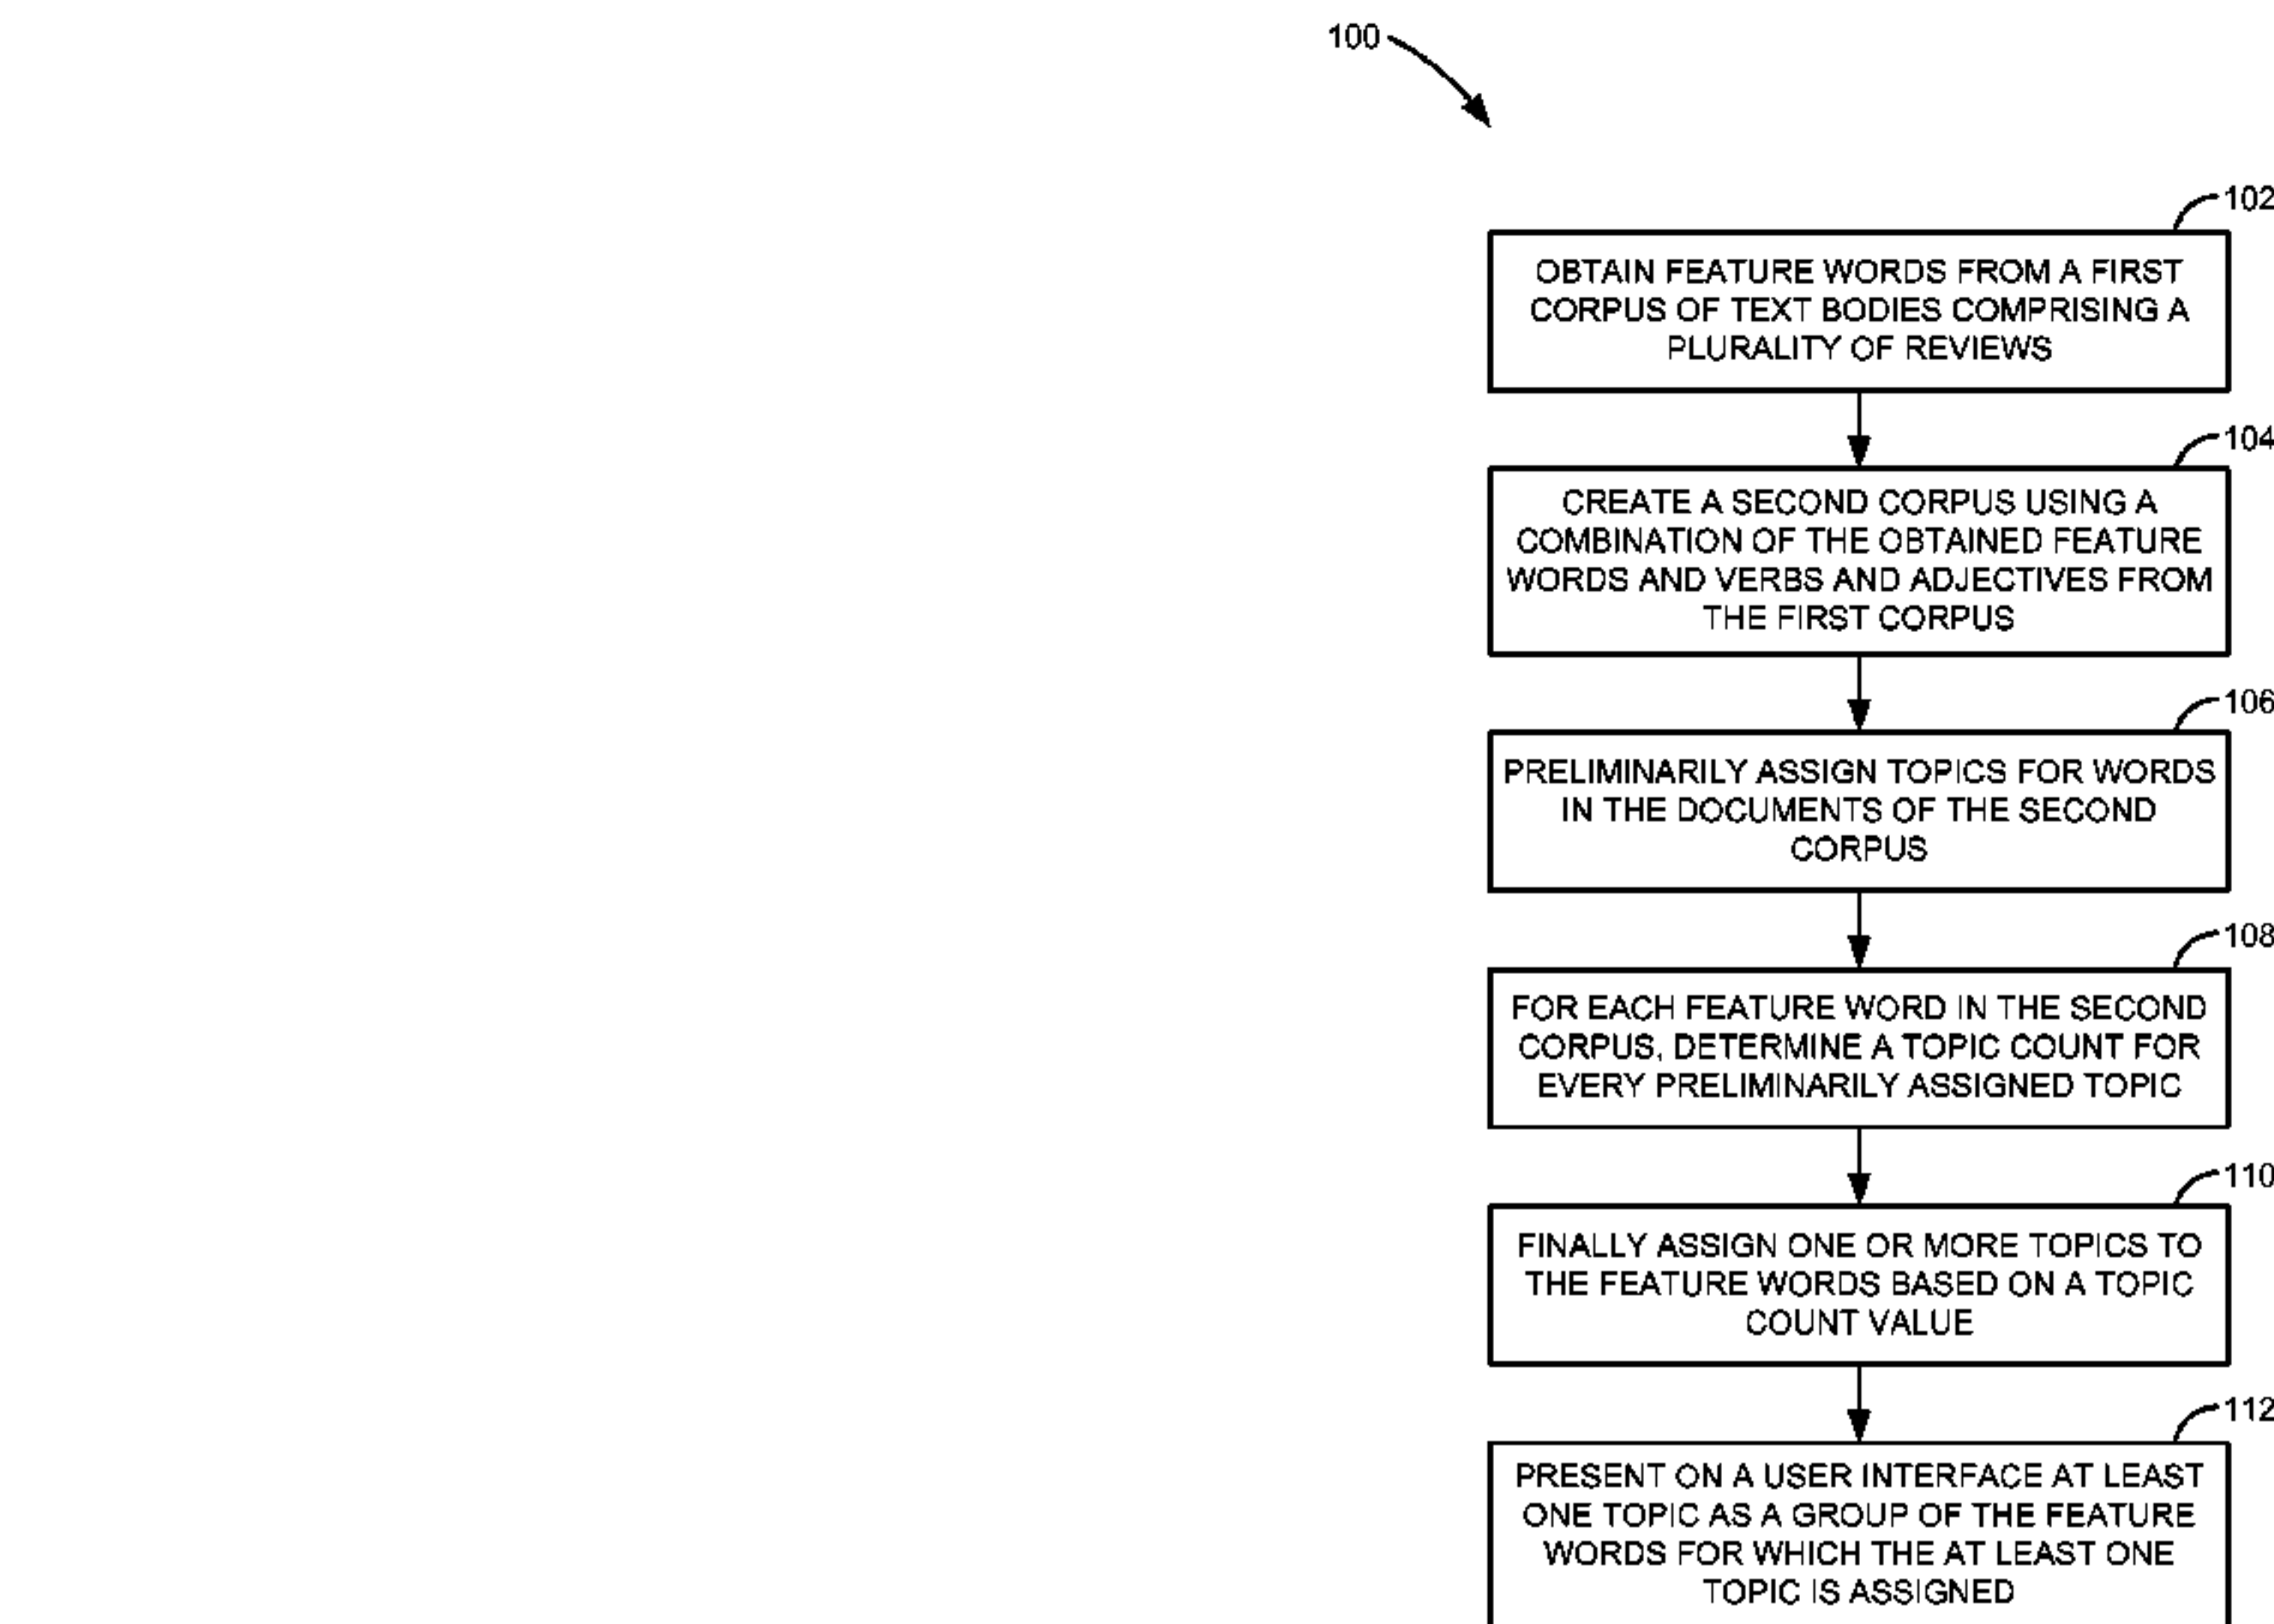 100
102
OBTAIN FEATURE WORDS FROM A FIRST
CORPUS OF TEXT BODIES COMPRISING A
PLURALITY OF REVIEWS
104
CREATE A SECOND CORPUS USING A
COMBINATION OF THE OBTAINED FEATURE
WORDS AND VERBS AND ADJECTIVES FROM
THE FIRST CORPUS
106
PRELIMINARILY ASSIGN TOPICS FOR WORDS
IN THE DOCUMENTS OF THE SECOND
CORPUS
108
FOR EACH FEATURE WORD IN THE SECOND
CORPUS, DETERMINE A TOPIC COUNT FOR
EVERY PRELIMINARILY ASSIGNED TOPIC
110
FINALLY ASSIGN ONE OR MORE TOPICS TO
THE FEATURE WORDS BASED ON A TOPIC
COUNT VALUE
112
PRESENT ON A USER INTERFACE AT LEAST
ONE TOPIC AS A GROUP OF THE FEATURE
WORDS FOR WHICH THE AT LEAST ONE
TOPIC IS ASSIGNED